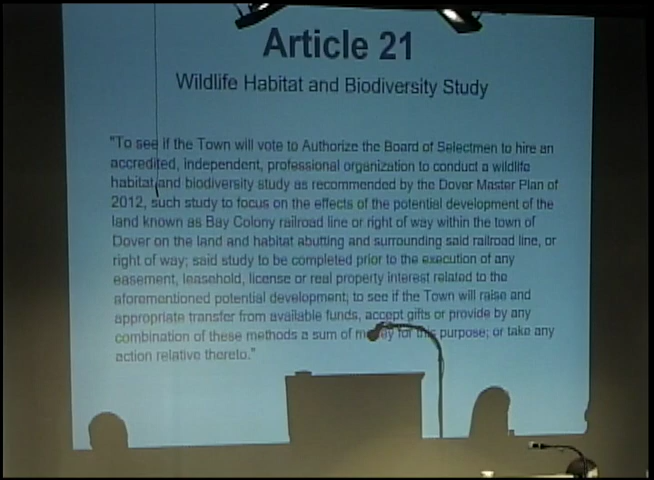 Article 21
Wildlife Habitat and Biodiversity Study
"To see if the Town will vote to Authorize the Board of Selectmen to hire an
accredited, independent, professional organization to conduct a wildlife
habitat and biodiversity study as recommended by the Dover Master Plan of
2012, such study to focus on the effects of the potential development of the
land known as Bay Colony railroad line or right of way within the town of
Dover on the land and habitat abutting and surrounding said railroad line, or
right of way; said study to be completed prior to the execution of any
easement, leasehold, license or real property interest related to the
aforementioned potential development; to see if the Town will raise and
appropriate transfer from available funds, accept gifts or provide by any
combination of these methods a sum of money for this purpose; or take any
action relative thereto."